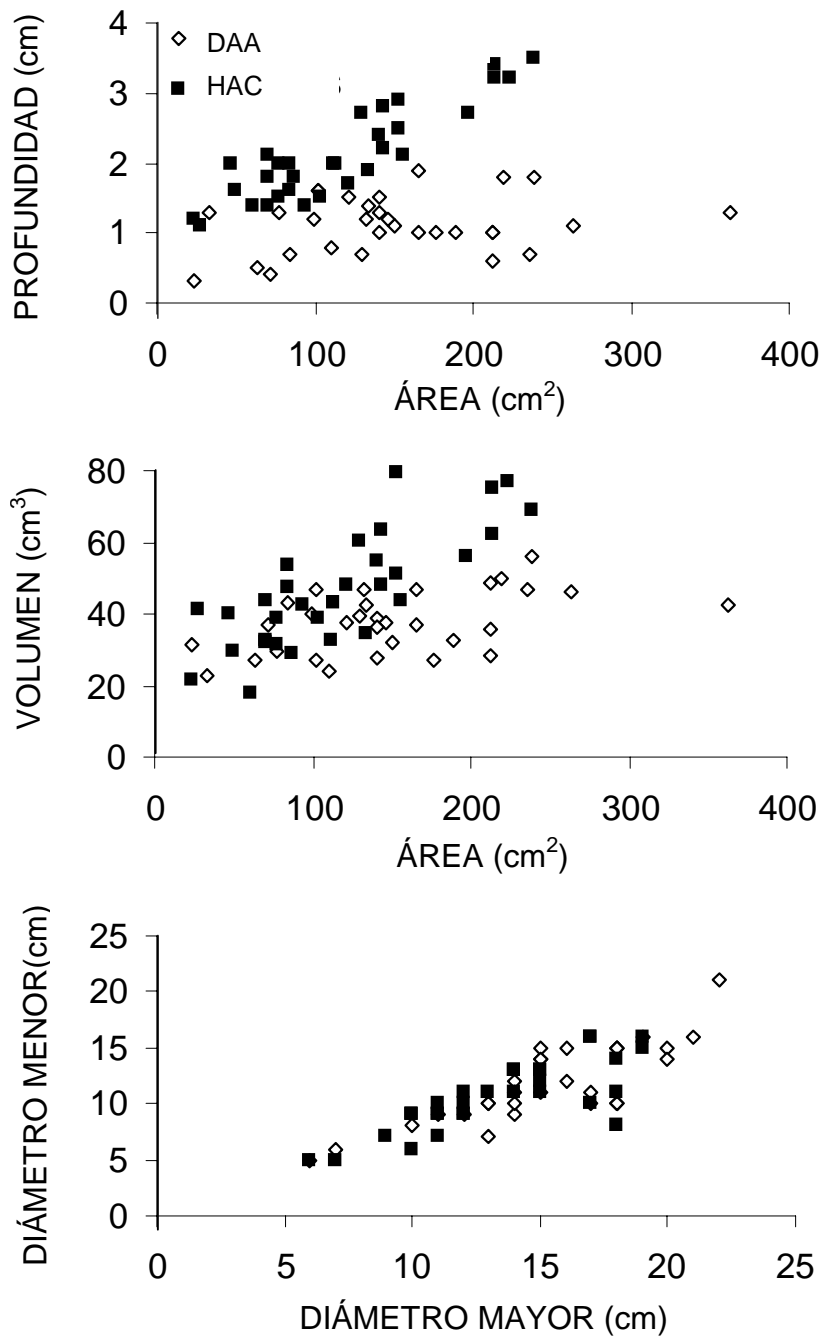 PROFUNDIDAD (cm)
4
3
2
1
0
DAA
HAC
0 100 200 300 400
ÁREA (cm²)
VOLUMEN (cm³)
80
60
40
20
0
0 100 200 300 400
ÁREA (cm²)
DIÁMETRO MENOR(cm)
25
20
15
10
5
0
0 5 10 15 20 25
DIÁMETRO MAYOR (cm)